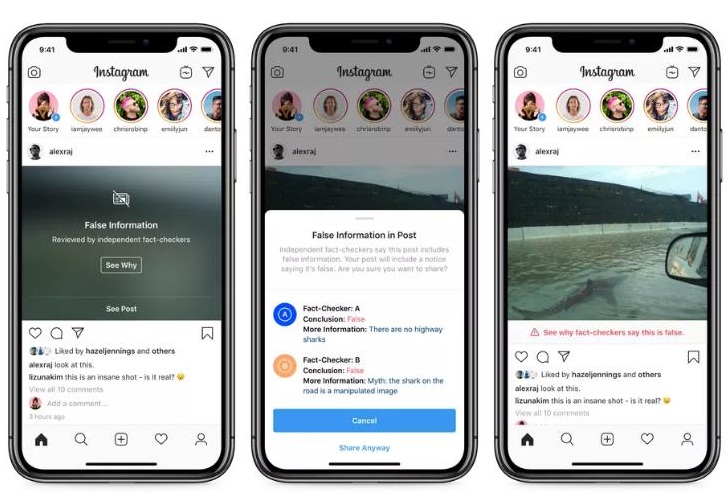 9:41
Instagram
Your Story
iamjaywee
chrisrobinp
emilyjun
danto
alexraj
False Information
Reviewed by independent fact-checkers
See Why
See Post
Liked by hazeljennings and others
alexraj look at this.
lizunakim this is an insane shot - is it real? 😉
View all 10 comments
Add a comment...
3 hours ago
9:41
Instagram
Your Story
iamjaywee
chrisrobinp
emilyjun
danto
alexraj
False Information in Post
Independent fact-checkers say this post includes
false information. Your post will include a notice
saying it's false. Are you sure you want to share?
A
Fact-Checker: A
Conclusion: False
More Information: There are no highway
sharks
Fact-Checker: B
Conclusion: False
More Information: Myth: the shark on the
road is a manipulated image
Cancel
Share Anyway
9:41
Instagram
Your Story
iamjaywee
chrisrobinp
emilyjun
danto
alexraj
See why fact-checkers say this is false.
Liked by hazeljennings and others
alexraj look at this.
lizunakim this is an insane shot - is it real? 😉
View all 10 comments